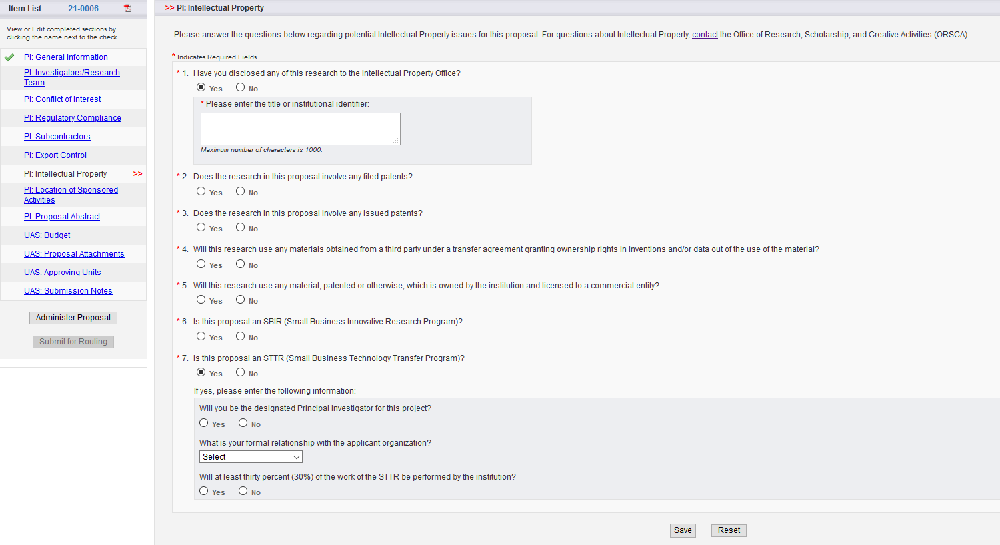 Item List 21-0006
View or Edit completed sections by
clicking the name next to the check.
PI: General Information
PI: Investigators/Research
Team
PI: Conflict of Interest
PI: Regulatory Compliance
PI: Subcontractors
PI: Export Control
PI: Intellectual Property >>
PI: Location of Sponsored
Activities
PI: Proposal Abstract
UAS: Budget
UAS: Proposal Attachments
UAS: Approving Units
UAS: Submission Notes
Administer Proposal
Submit for Routing
>> PI: Intellectual Property
Please answer the questions below regarding potential Intellectual Property issues for this proposal. For questions about Intellectual Property, contact the Office of Research, Scholarship, and Creative Activities (ORSCA)
* Indicates Required Fields
* 1. Have you disclosed any of this research to the Intellectual Property Office?
Yes No
* Please enter the title or institutional identifier:
Maximum number of characters is 1000.
* 2. Does the research in this proposal involve any filed patents?
Yes No
* 3. Does the research in this proposal involve any issued patents?
Yes No
* 4. Will this research use any materials obtained from a third party under a transfer agreement granting ownership rights in inventions and/or data out of the use of the material?
Yes No
* 5. Will this research use any material, patented or otherwise, which is owned by the institution and licensed to a commercial entity?
Yes No
* 6. Is this proposal an SBIR (Small Business Innovative Research Program)?
Yes No
* 7. Is this proposal an STTR (Small Business Technology Transfer Program)?
Yes No
If yes, please enter the following information:
Will you be the designated Principal Investigator for this project?
Yes No
What is your formal relationship with the applicant organization?
Select
Will at least thirty percent (30%) of the work of the STTR be performed by the institution?
Yes No
Save Reset